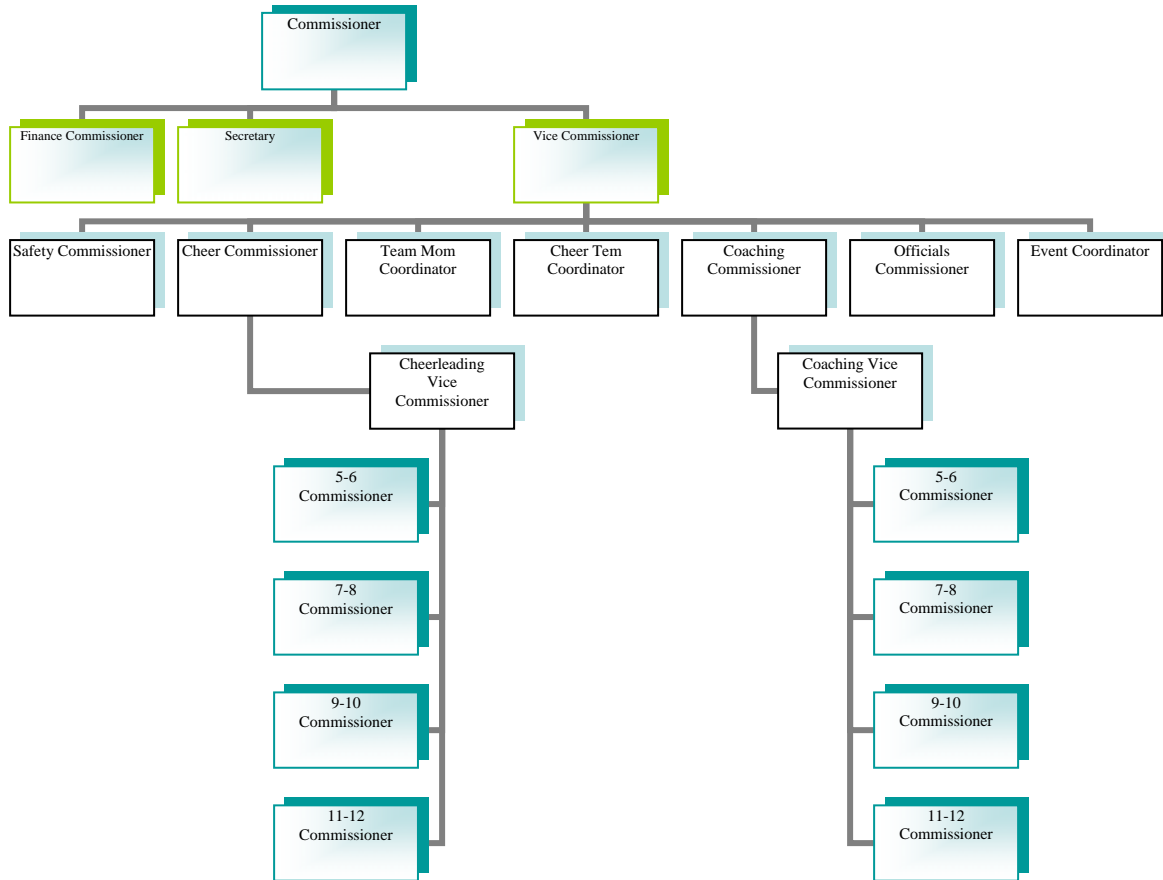 Commissioner
Finance Commissioner
Secretary
Vice Commissioner
Safety Commissioner
Cheer Commissioner
Team Mom
Coordinator
Cheer Tem
Coordinator
Coaching
Commissioner
Officials
Commissioner
Event Coordinator
Cheerleading
Vice
Commissioner
Coaching Vice
Commissioner
5-6
Commissioner
7-8
Commissioner
9-10
Commissioner
11-12
Commissioner
5-6
Commissioner
7-8
Commissioner
9-10
Commissioner
11-12
Commissioner